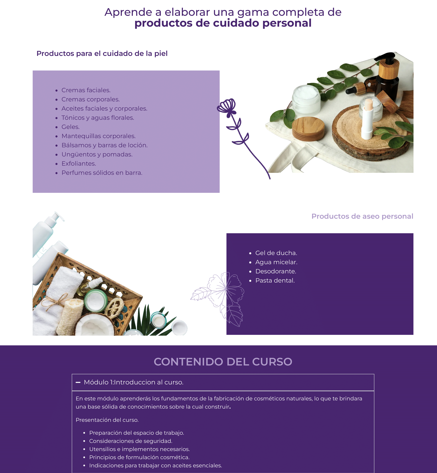 Aprende a elaborar una gama completa de
productos de cuidado personal
Productos para el cuidado de la piel
Cremas faciales.
Cremas corporales.
Aceites faciales y corporales.
Tónicos y aguas florales.
Geles.
Mantequillas corporales.
Bálsamos y barras de loción.
Ungüentos y pomadas.
Exfoliantes.
Perfumes sólidos en barra.
Productos de aseo personal
Gel de ducha.
Agua micelar.
Desodorante.
Pasta dental.
CONTENIDO DEL CURSO
Módulo 1:Introduccion al curso.
En este módulo aprenderás los fundamentos de la fabricación de cosméticos naturales, lo que te brindara
una base sólida de conocimientos sobre la cual construir.
Presentación del curso.
Preparación del espacio de trabajo.
Consideraciones de seguridad.
Utensilios e implementos necesarios.
Principios de formulación cosmética.
Indicaciones para trabajar con aceites esenciales.